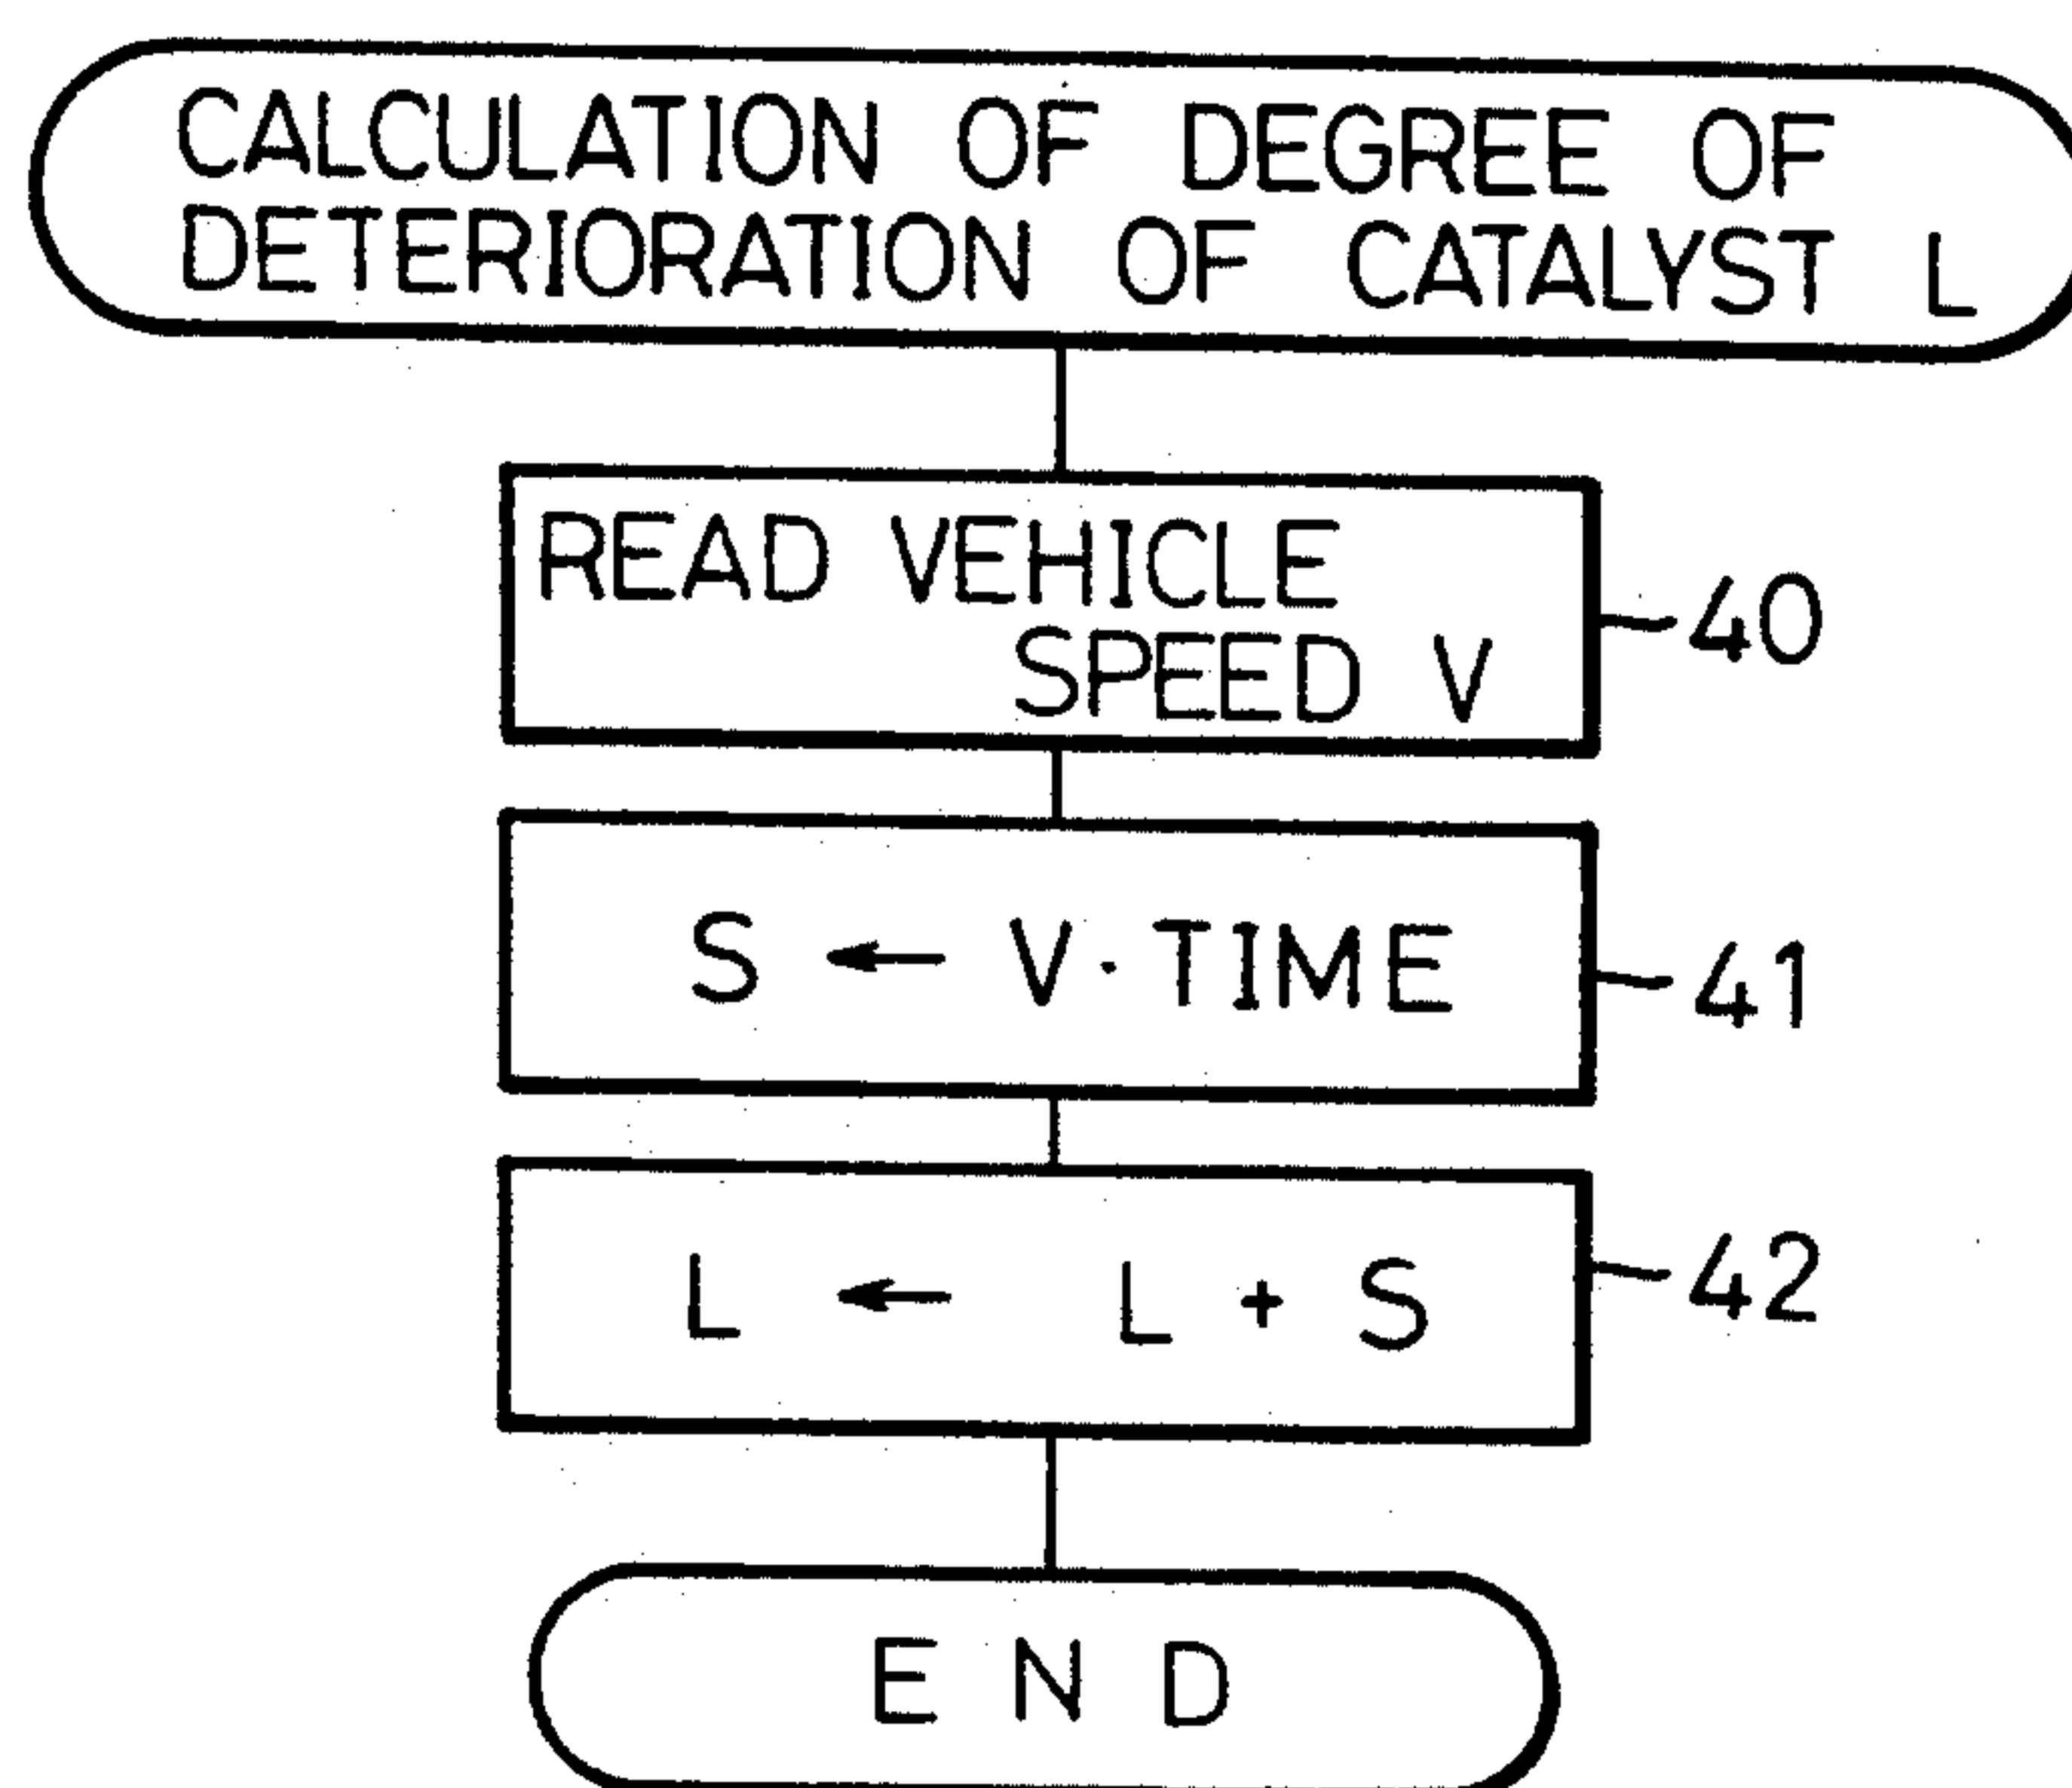 CALCULATION OF DEGREE OF
DETERIORATION OF CATALYST L
READ VEHICLE
SPEED V
40
S ← V·TIME
41
L ← L + S
42
END